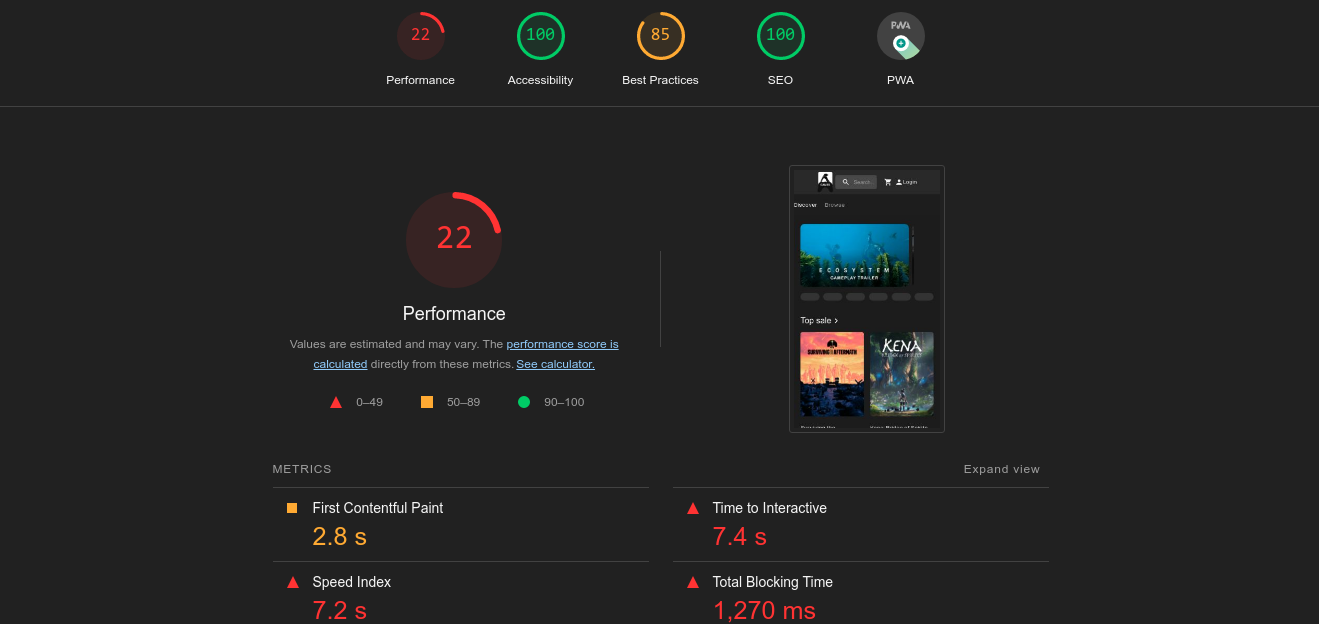 22
100
85
100
PWA
Performance
Accessibility
Best Practices
SEO
PWA
22
Performance
Values are estimated and may vary. The performance score is
calculated directly from these metrics. See calculator.
0–49
50–89
90–100
Search
Login
Discover
Browse
ECOSYSTEM
GAMEPLAY TRAILER
Top sale >
SURVIVING THE AFTERMATH
KENA
METRICS
Expand view
First Contentful Paint
2.8 s
Time to Interactive
7.4 s
Speed Index
7.2 s
Total Blocking Time
1,270 ms